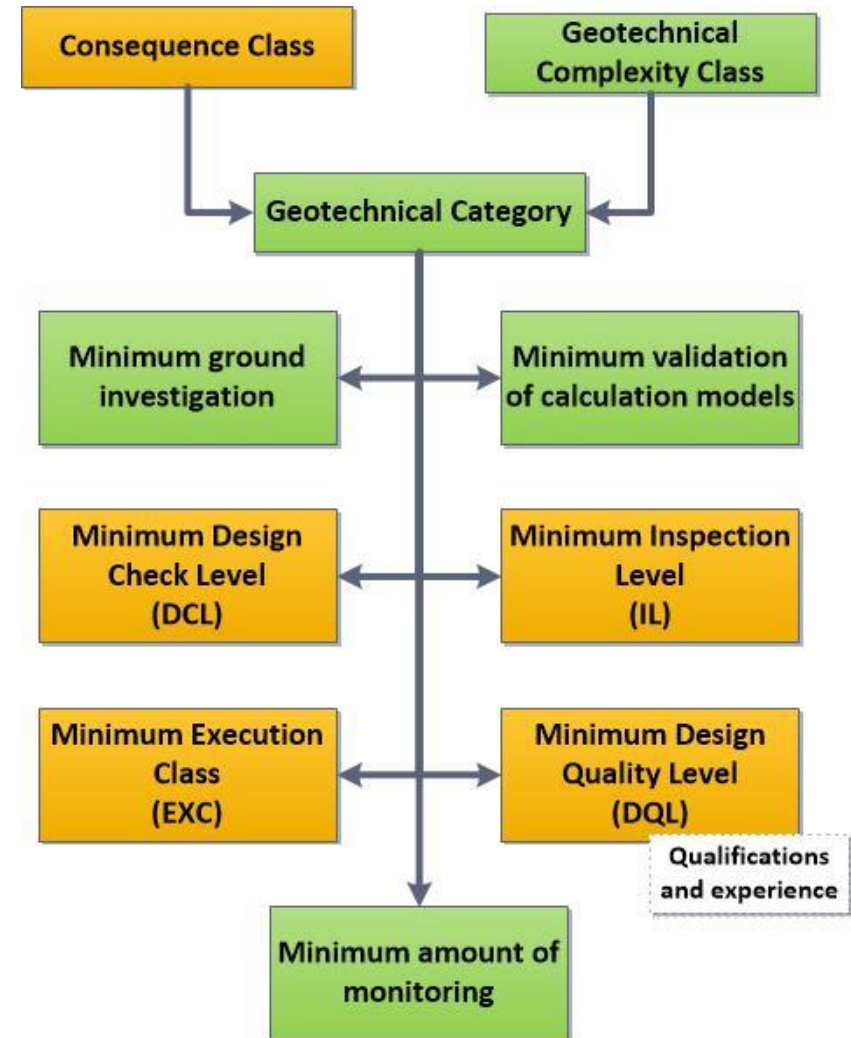 Consequence Class
Geotechnical
Complexity Class
Geotechnical Category
Minimum ground
investigation
Minimum validation
of calculation models
Minimum Design
Check Level
(DCL)
Minimum Inspection
Level
(IL)
Minimum Execution
Class
(EXC)
Minimum Design
Quality Level
(DQL)
Qualifications
and experience
Minimum amount of
monitoring